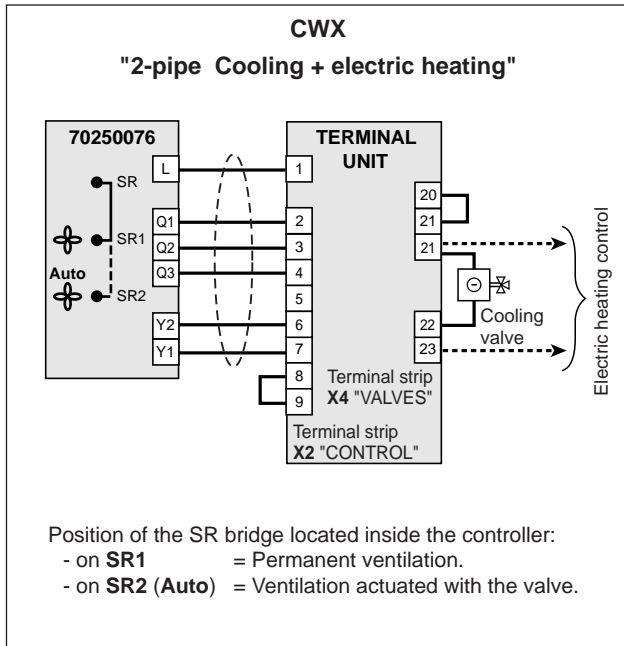 CWX
"2-pipe Cooling + electric heating"
70250076
SR
SR1
Auto
SR2
L
Q1
Q2
Q3
Y2
Y1
TERMINAL
UNIT
1
2
3
4
5
6
7
8
9
20
21
21
22
23
Cooling
valve
Electric heating control
Terminal strip
X4 "VALVES"
Terminal strip
X2 "CONTROL"
Position of the SR bridge located inside the controller:
- on SR1 = Permanent ventilation.
- on SR2 (Auto) = Ventilation actuated with the valve.